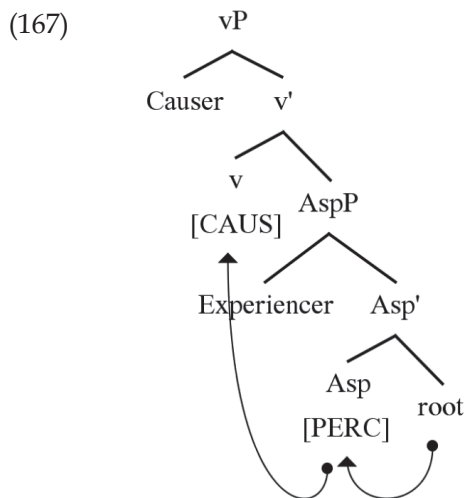 (167)
vP
Causer v'
v AspP
[CAUS]
Experiencer Asp'
Asp root
[PERC]